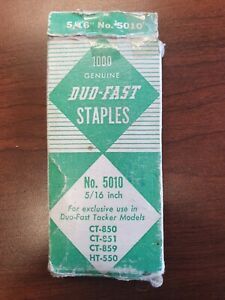 5/16" No. 5010
1000
GENUINE
DUO-FAST
STAPLES
No. 5010
5/16 inch
For exclusive use in
Duo-Fast Tacker Models
CT-850
CT-851
CT-859
HT-550